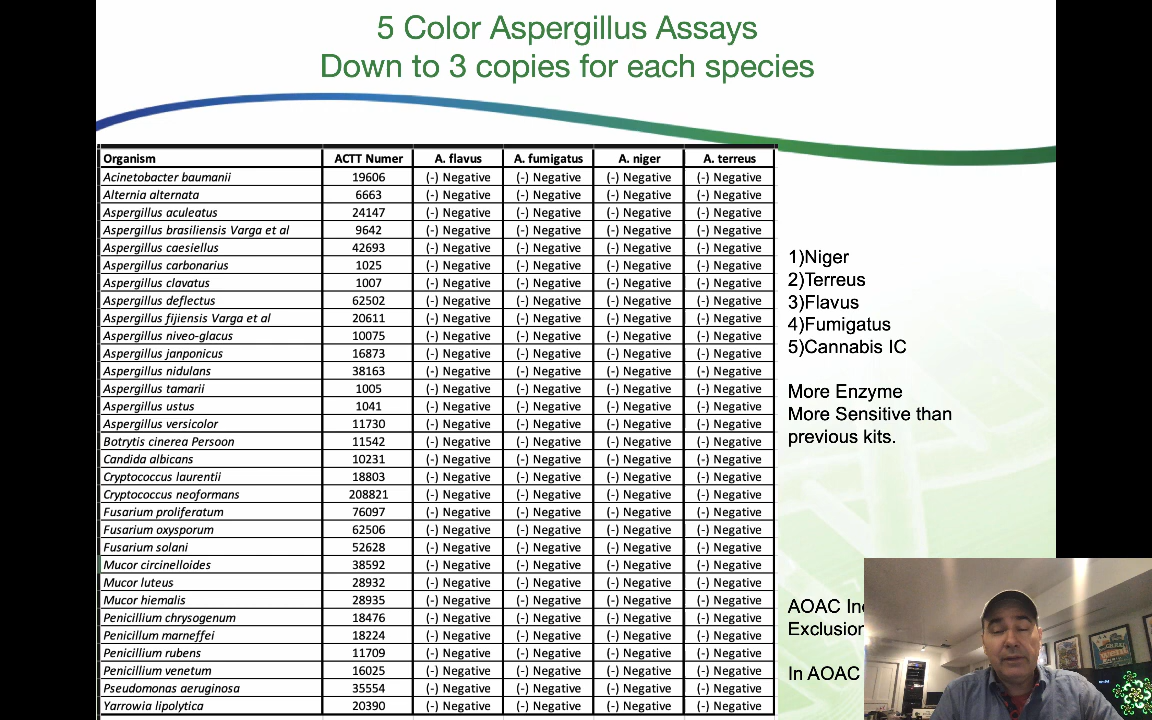 5 Color Aspergillus Assays
Down to 3 copies for each species
Organism ACTT Numer A. flavus A. fumigatus A. niger A. terreus
Acinetobacter baumanii 19606 (-) Negative (-) Negative (-) Negative (-) Negative
Alternia alternata 6663 (-) Negative (-) Negative (-) Negative (-) Negative
Aspergillus aculeatus 24147 (-) Negative (-) Negative (-) Negative (-) Negative
Aspergillus brasiliensis Varga et al 9642 (-) Negative (-) Negative (-) Negative (-) Negative
Aspergillus caesiellus 42693 (-) Negative (-) Negative (-) Negative (-) Negative
Aspergillus carbonarius 1025 (-) Negative (-) Negative (-) Negative (-) Negative
Aspergillus clavatus 1007 (-) Negative (-) Negative (-) Negative (-) Negative
Aspergillus deflectus 62502 (-) Negative (-) Negative (-) Negative (-) Negative
Aspergillus fijiensis Varga et al 20611 (-) Negative (-) Negative (-) Negative (-) Negative
Aspergillus niveo-glacus 10075 (-) Negative (-) Negative (-) Negative (-) Negative
Aspergillus janponicus 16873 (-) Negative (-) Negative (-) Negative (-) Negative
Aspergillus nidulans 38163 (-) Negative (-) Negative (-) Negative (-) Negative
Aspergillus tamarii 1005 (-) Negative (-) Negative (-) Negative (-) Negative
Aspergillus ustus 1041 (-) Negative (-) Negative (-) Negative (-) Negative
Aspergillus versicolor 11730 (-) Negative (-) Negative (-) Negative (-) Negative
Botrytis cinerea Persoon 11542 (-) Negative (-) Negative (-) Negative (-) Negative
Candida albicans 10231 (-) Negative (-) Negative (-) Negative (-) Negative
Cryptococcus laurentii 18803 (-) Negative (-) Negative (-) Negative (-) Negative
Cryptococcus neoformans 208821 (-) Negative (-) Negative (-) Negative (-) Negative
Fusarium proliferatum 76097 (-) Negative (-) Negative (-) Negative (-) Negative
Fusarium oxysporum 62506 (-) Negative (-) Negative (-) Negative (-) Negative
Fusarium solani 52628 (-) Negative (-) Negative (-) Negative (-) Negative
Mucor circinelloides 38592 (-) Negative (-) Negative (-) Negative (-) Negative
Mucor luteus 28932 (-) Negative (-) Negative (-) Negative (-) Negative
Mucor hiemalis 28935 (-) Negative (-) Negative (-) Negative (-) Negative
Penicillium chrysogenum 18476 (-) Negative (-) Negative (-) Negative (-) Negative
Penicillum marneffei 18224 (-) Negative (-) Negative (-) Negative (-) Negative
Penicillium rubens 11709 (-) Negative (-) Negative (-) Negative (-) Negative
Penicillium venetum 16025 (-) Negative (-) Negative (-) Negative (-) Negative
Pseudomonas aeruginosa 35554 (-) Negative (-) Negative (-) Negative (-) Negative
Yarrowia lipolytica 20390 (-) Negative (-) Negative (-) Negative (-) Negative
1)Niger
2)Terreus
3)Flavus
4)Fumigatus
5)Cannabis IC
More Enzyme
More Sensitive than
previous kits.
AOAC
Exclusion
In AOAC